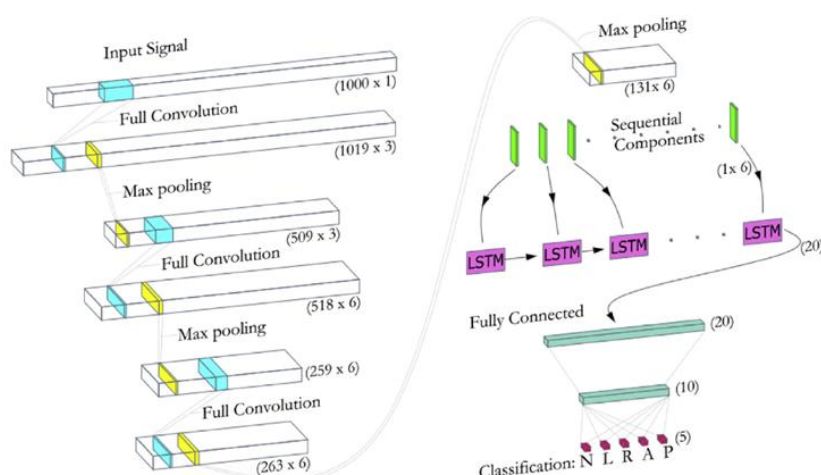 Input Signal
(1000 x 1)
Full Convolution
(1019 x 3)
Max pooling
(509 x 3)
Full Convolution
(518 x 6)
Max pooling
(259 x 6)
Full Convolution
(263 x 6)
Max pooling
(131x 6)
Sequential
Components
(1x 6)
LSTM LSTM LSTM LSTM
(20)
Fully Connected
(20)
(10)
(5)
Classification: N L R A P